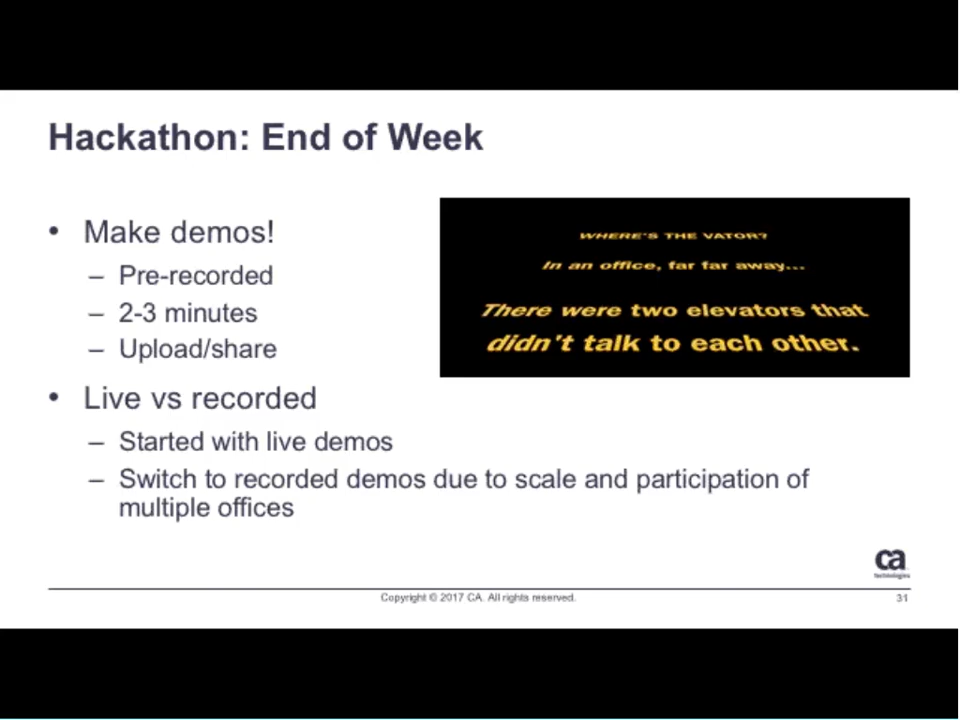 Hackathon: End of Week
• Make demos!
– Pre-recorded
– 2-3 minutes
– Upload/share
WHERE'S THE VATOR?
In an office, far far away...
There were two elevators that
didn't talk to each other.
• Live vs recorded
– Started with live demos
– Switch to recorded demos due to scale and participation of
multiple offices
ca
technologies
Copyright © 2017 CA. All rights reserved.
31